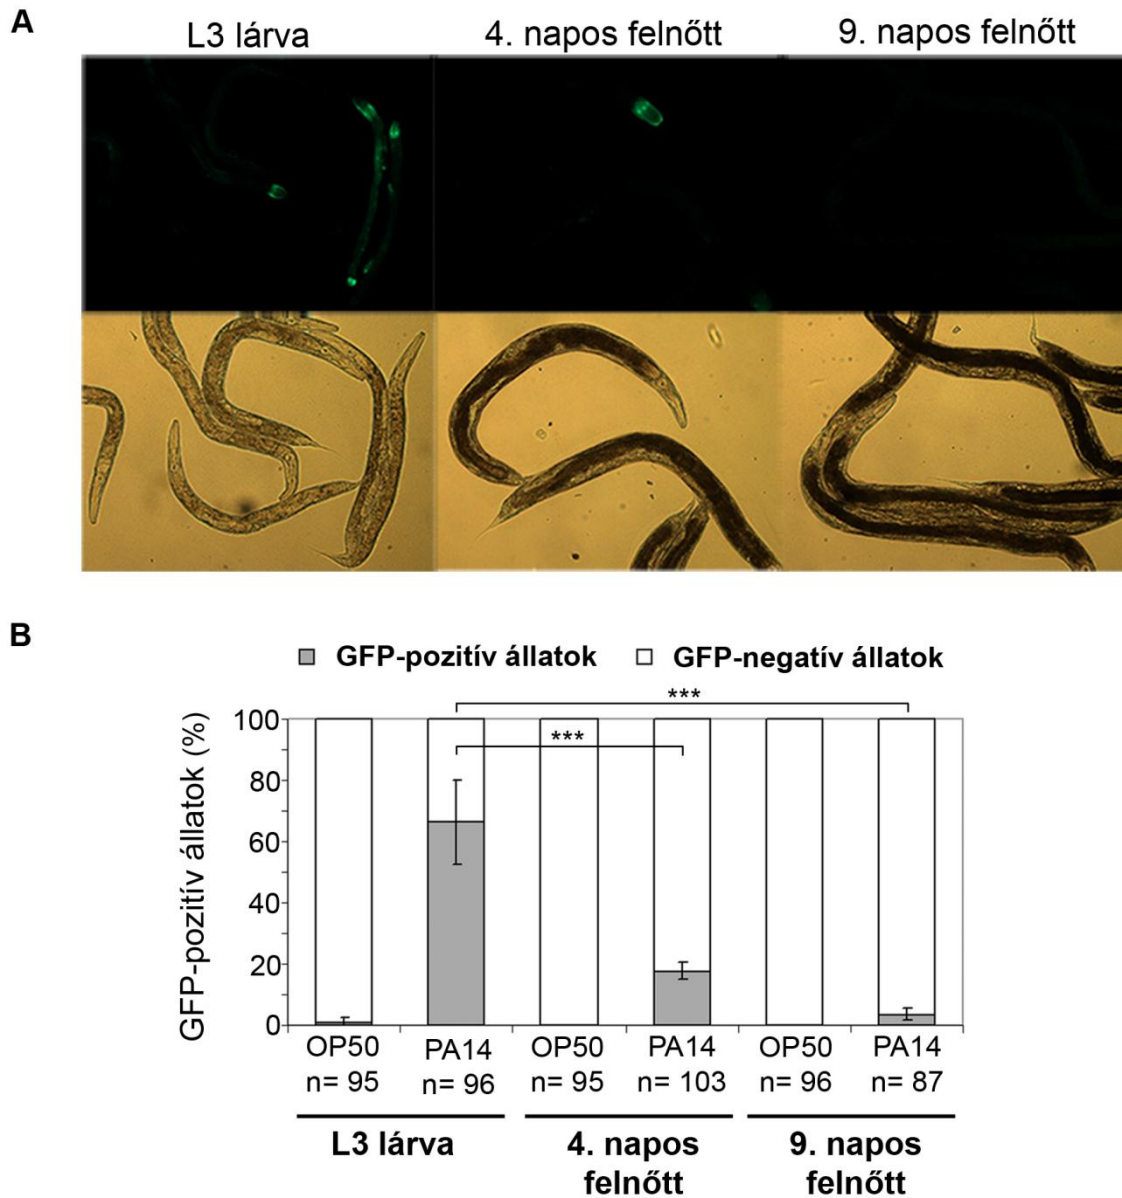 A
L3 lárva
4. napos felnőtt
9. napos felnőtt
B
GFP-pozitív állatok
GFP-negatív állatok
GFP-pozitív állatok (%)
***
***
100
80
60
40
20
0
OP50 PA14 OP50 PA14 OP50 PA14
n= 95 n= 96 n= 95 n= 103 n= 96 n= 87
L3 lárva
4. napos
felnőtt
9. napos
felnőtt